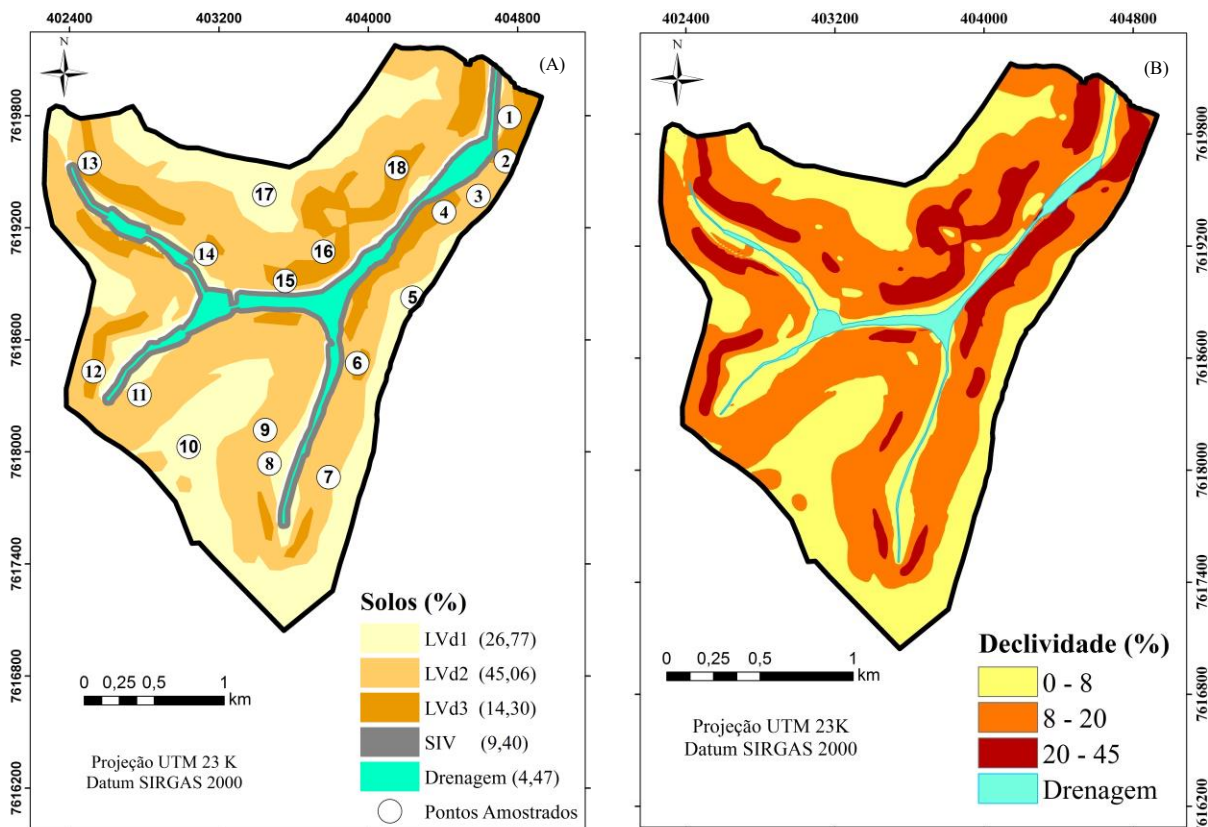 402400 403200 404000 404800
(A)
N
7619800
7619200
7618600
7618000
7617400
7616800
7616200
1
2
13
18
17
3
4
14
16
15
5
6
12
11
9
10
8
7
Solos (%)
LVd1 (26,77)
LVd2 (45,06)
LVd3 (14,30)
SIV (9,40)
Drenagem (4,47)
Pontos Amostrados
0 0,25 0,5 1
km
Projeção UTM 23 K
Datum SIRGAS 2000
402400 403200 404000 404800
(B)
N
7619800
7619200
7618600
7618000
7617400
7616800
7616200
Declividade (%)
0 - 8
8 - 20
20 - 45
Drenagem
0 0,25 0,5 1
km
Projeção UTM 23K
Datum SIRGAS 2000